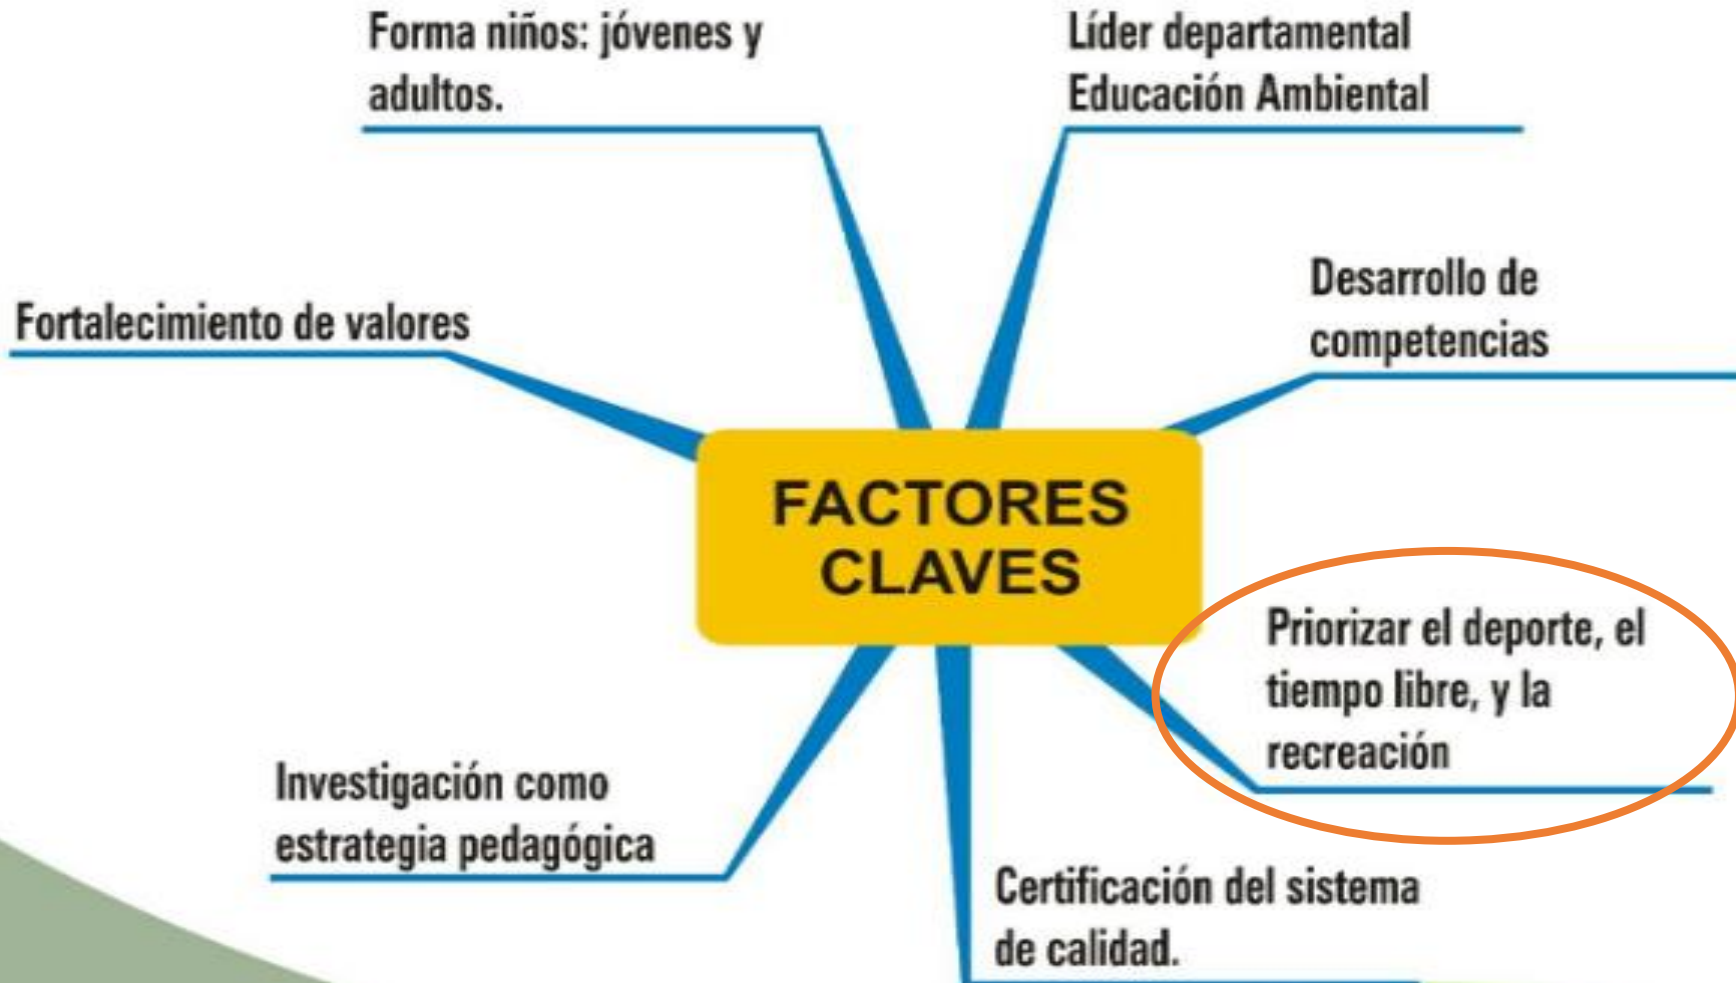 Forma niños: jóvenes y
adultos.
Líder departamental
Educación Ambiental
Fortalecimiento de valores
Desarrollo de
competencias
FACTORES
CLAVES
Priorizar el deporte, el
tiempo libre, y la
recreación
Investigación como
estrategia pedagógica
Certificación del sistema
de calidad.